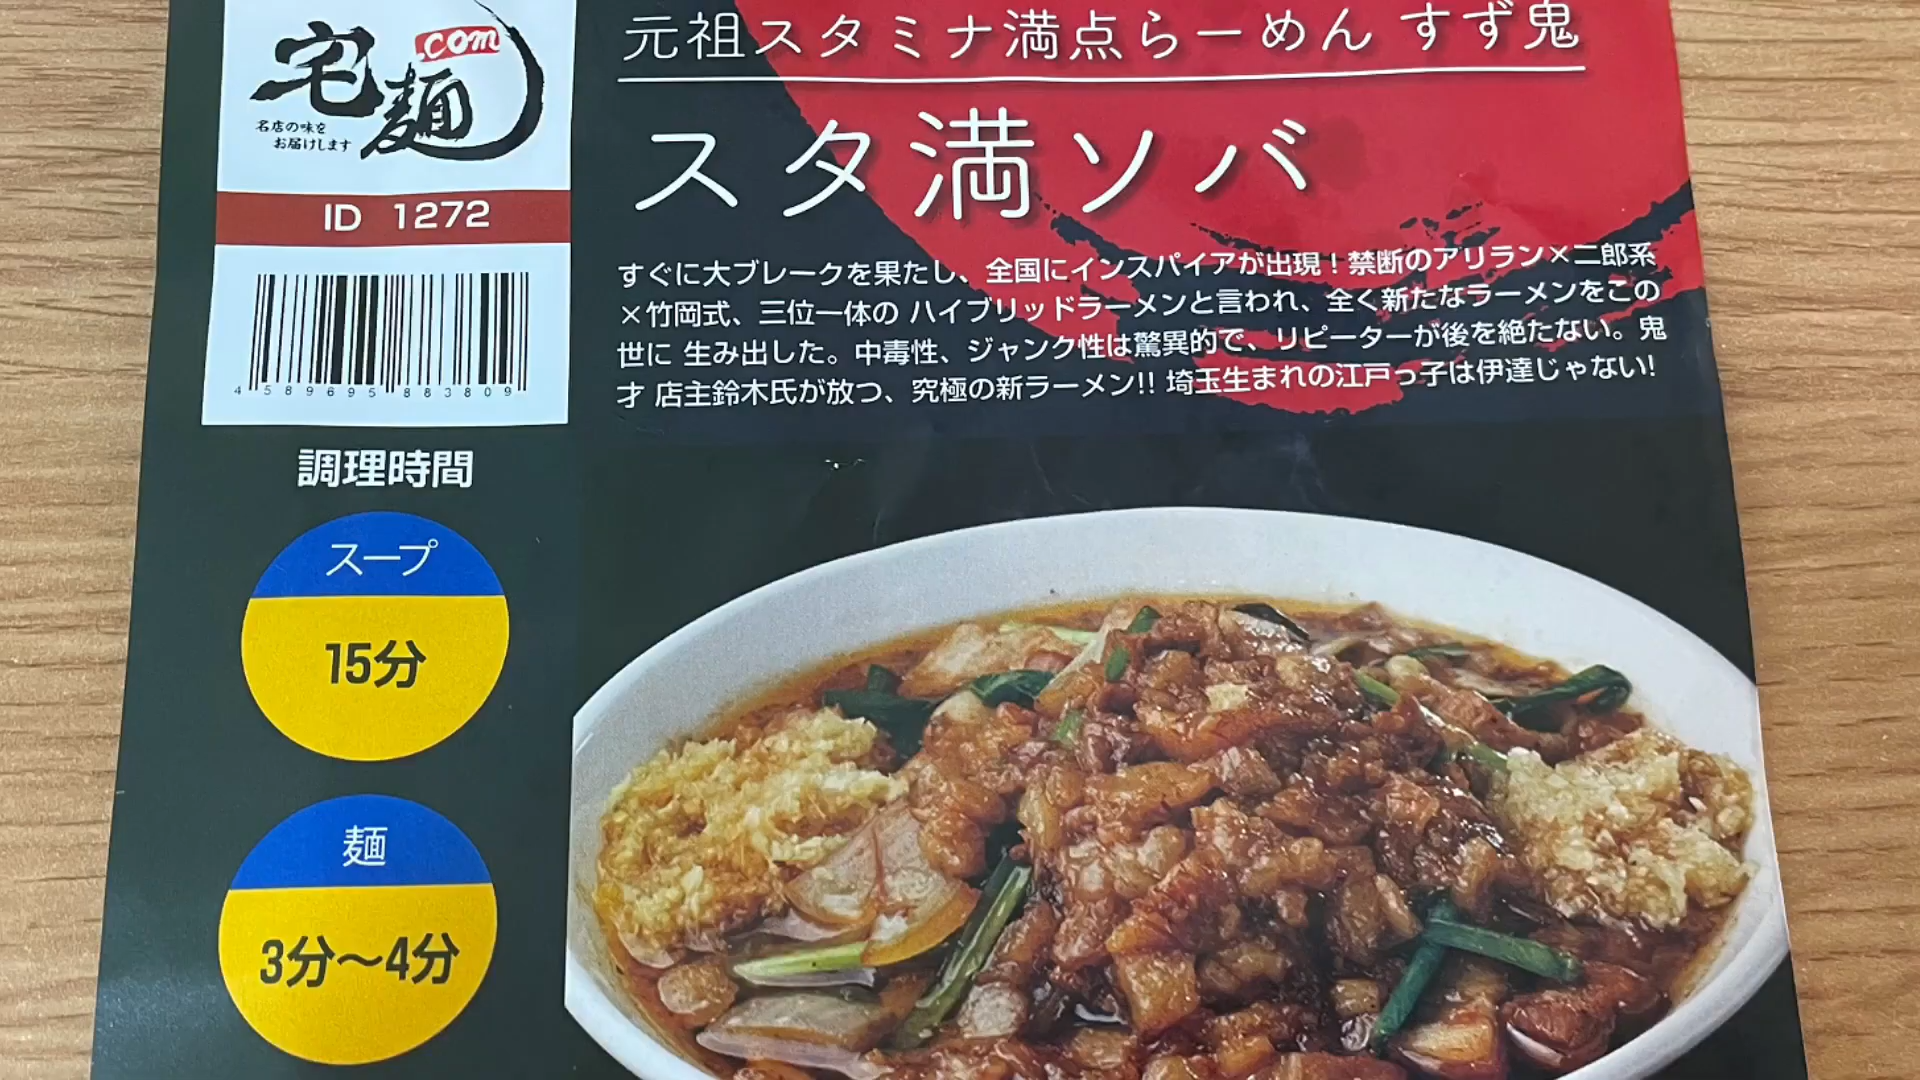 宅麺
.com
名店の味を
お届けします
ID 1272
4 589695 883809
元祖スタミナ満点らーめん すず鬼
スタ満ソバ
すぐに大ブレークを果たし、全国にインスパイアが出現！禁断のアリラン×二郎系
×竹岡式、三位一体の ハイブリッドラーメンと言われ、全く新たなラーメンをこの
世に 生み出した。中毒性、ジャンク性は驚異的で、リピーターが後を絶たない。鬼
才 店主鈴木氏が放つ、究極の新ラーメン!! 埼玉生まれの江戸っ子は伊達じゃない!
調理時間
スープ
15分
麺
3分～4分